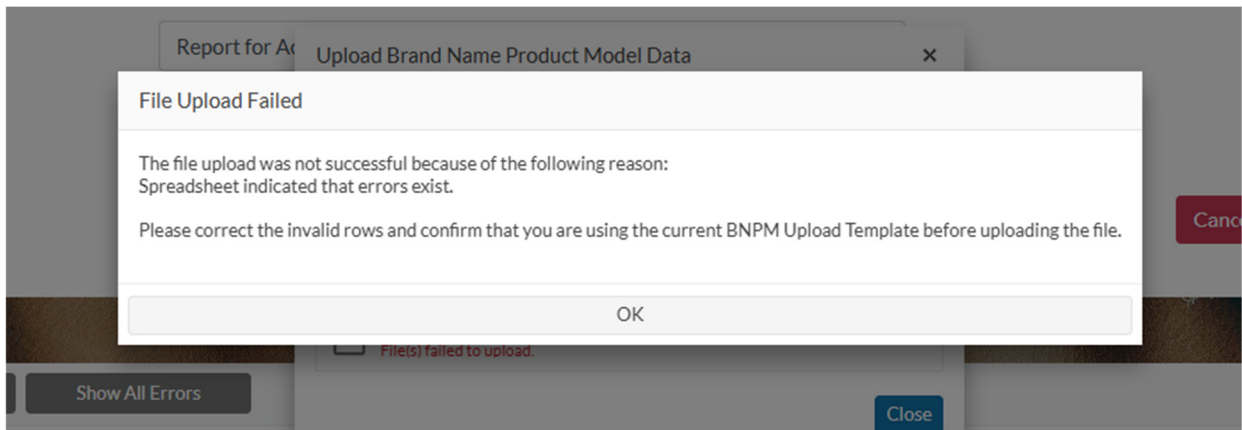 Report for
Upload Brand Name Product Model Data
×
File Upload Failed
The file upload was not successful because of the following reason:
Spreadsheet indicated that errors exist.
Please correct the invalid rows and confirm that you are using the current BNPM Upload Template before uploading the file.
Canc
OK
File(s) failed to upload.
Show All Errors
Close